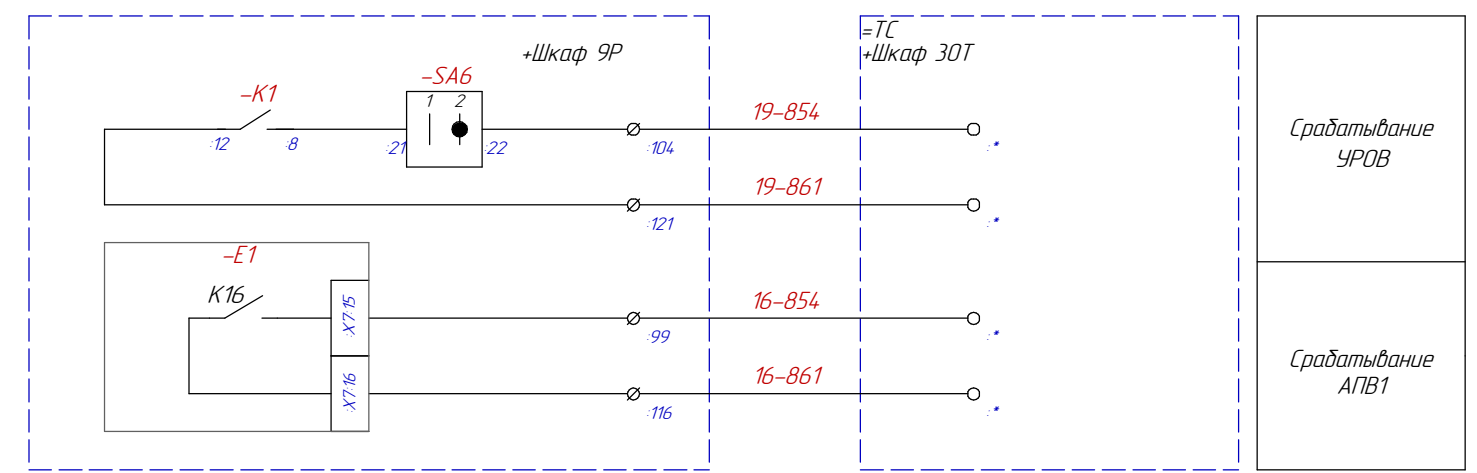 +Шкаф 9Р
=ТС
+Шкаф 30Т
-K1
-SA6
1 2
:12 :8 :21 :22 :104
19-854
:*
Срабатывание
УРОВ
:121
19-861
:*
-E1
K16
:X7:15
:99
16-854
:*
Срабатывание
АПВ1
:X7:16
:116
16-861
:*